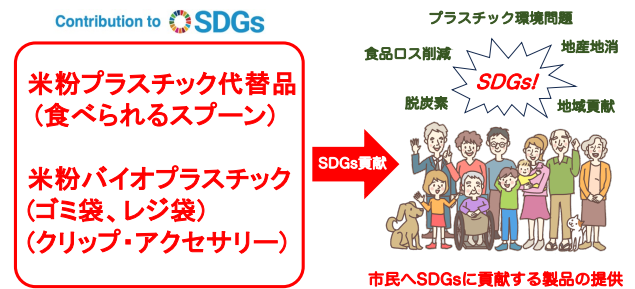 Contribution to SDGs
米粉プラスチック代替品
（食べられるスプーン）
米粉バイオプラスチック
（ゴミ袋、レジ袋）
（クリップ・アクセサリー）
SDGs貢献
プラスチック環境問題
食品ロス削減
地産地消
SDGs!
脱炭素
地域貢献
市民へSDGsに貢献する製品の提供